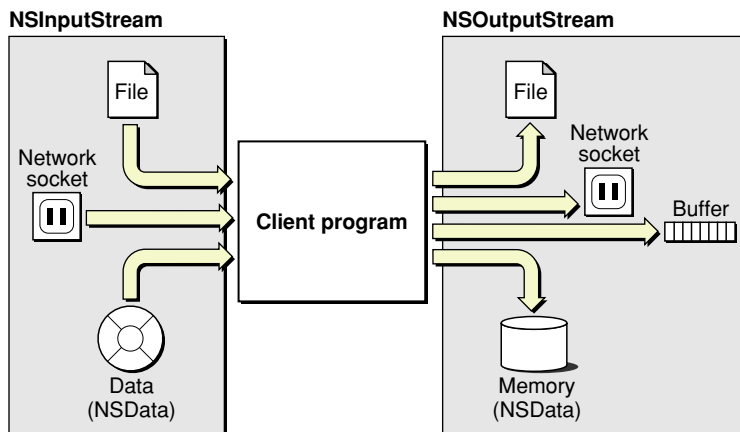 NSInputStream
File
Network
socket
Data
(NSData)
Client program
NSOutputStream
File
Network
socket
Buffer
Memory
(NSData)